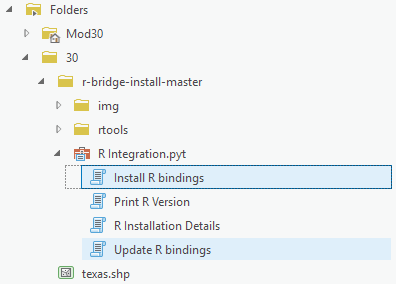 Folders
Mod30
30
r-bridge-install-master
img
rtools
R Integration.pyt
Install R bindings
Print R Version
R Installation Details
Update R bindings
texas.shp